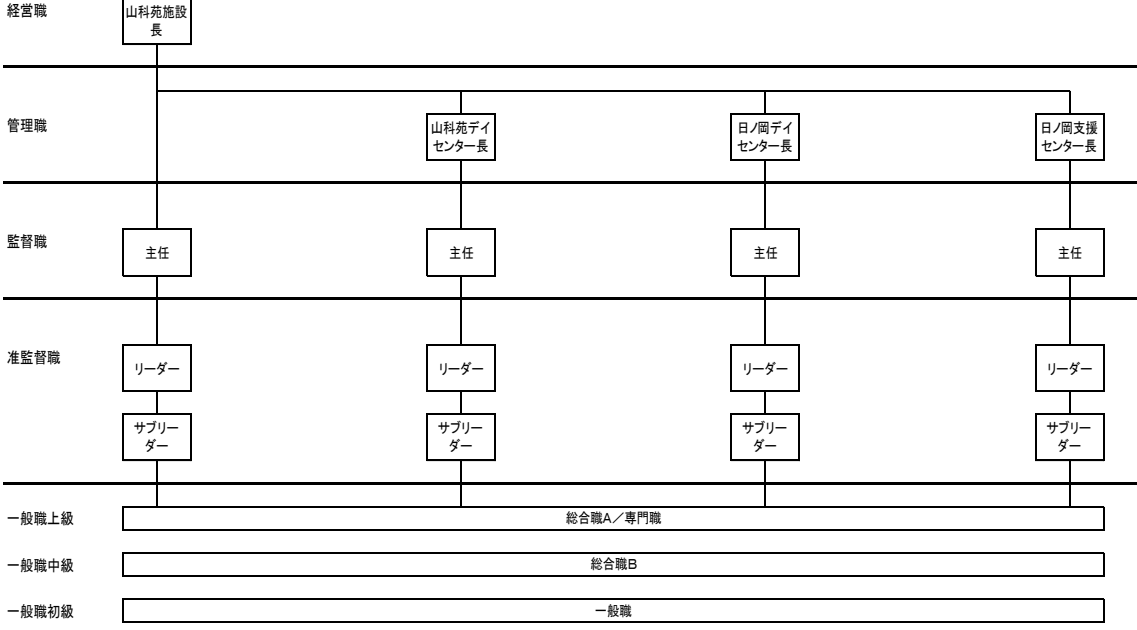 経営職
山科苑施設
長
管理職
山科苑デイ
センター長
日ノ岡デイ
センター長
日ノ岡支援
センター長
監督職
主任
主任
主任
主任
准監督職
リーダー
リーダー
リーダー
リーダー
サブリー
ダー
サブリー
ダー
サブリー
ダー
サブリー
ダー
一般職上級
総合職A／専門職
一般職中級
総合職B
一般職初級
一般職